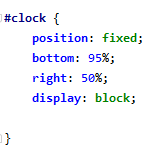 #clock {
    position: fixed;
    bottom: 95%;
    right: 50%;
    display: block;
}